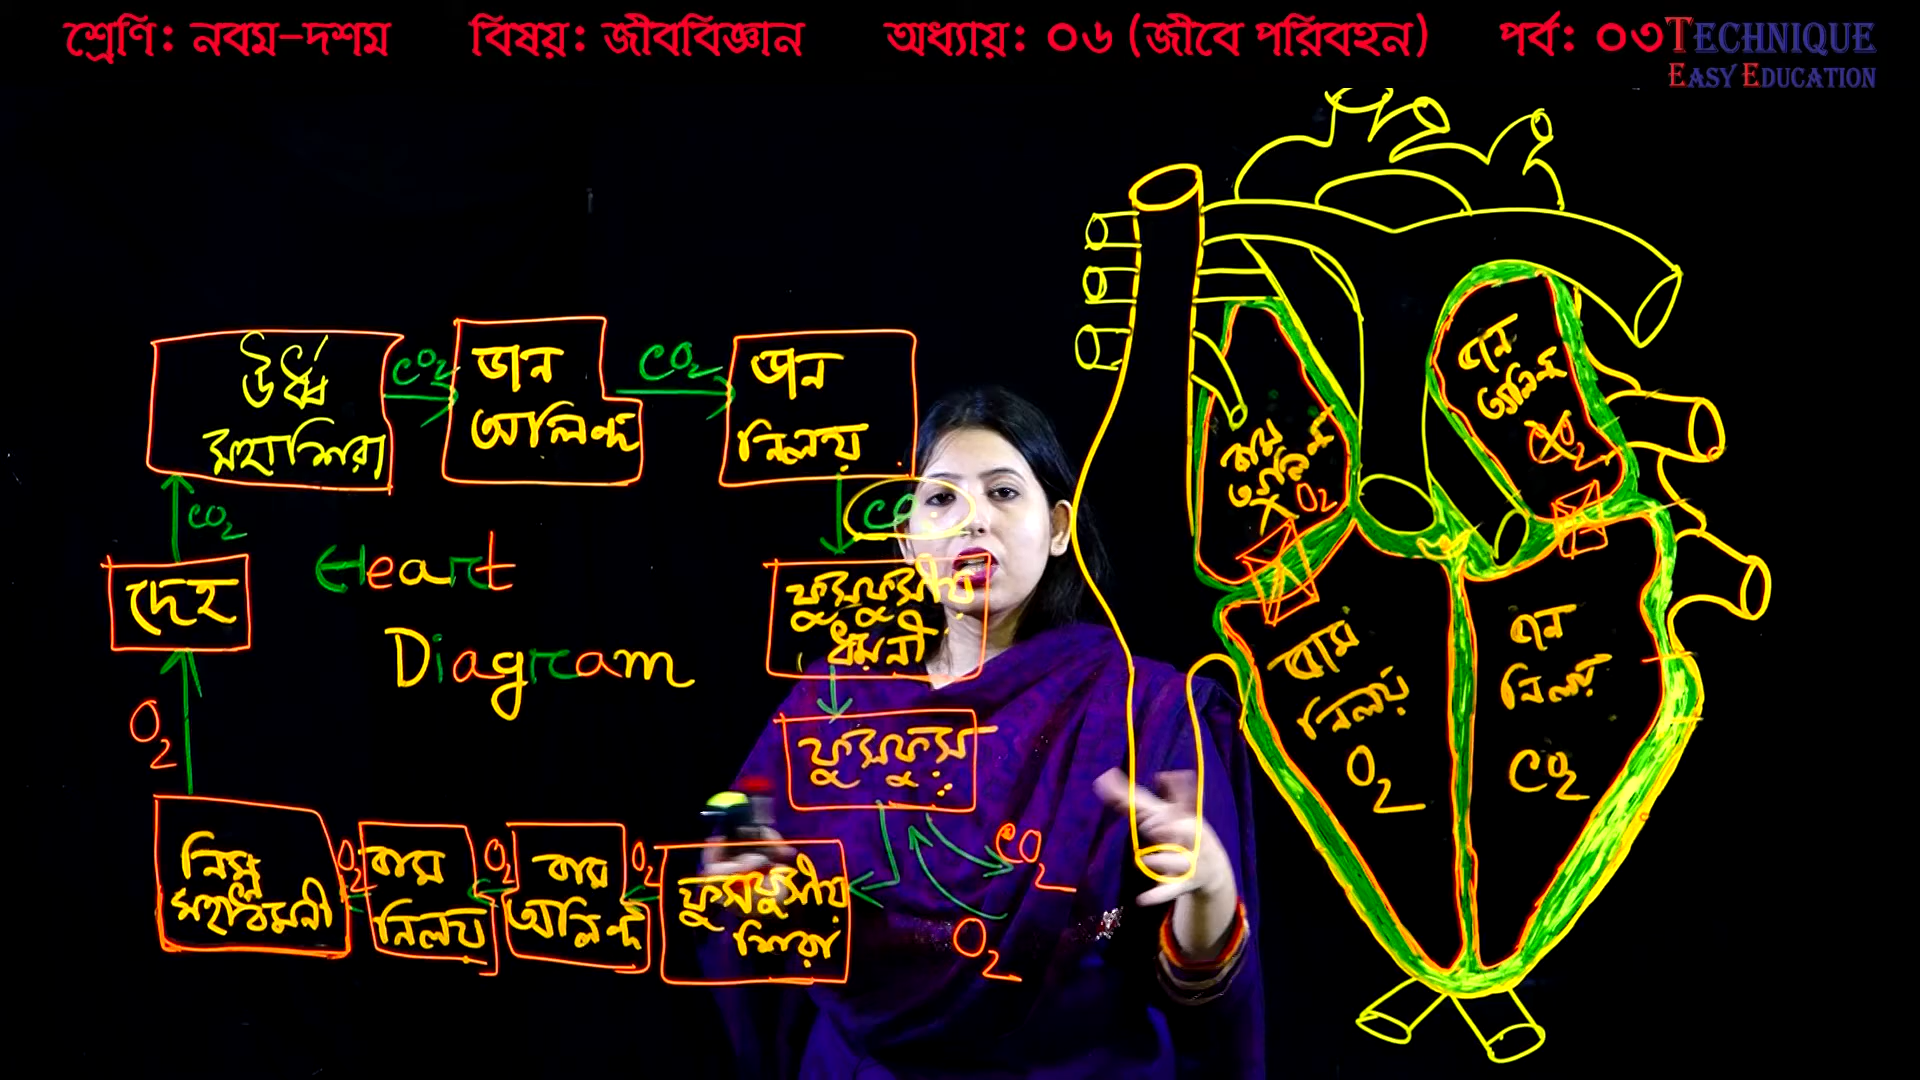 শ্রেণি: নবম-দশম বিষয়: জীববিজ্ঞান অধ্যায়: ০৬ (জীবে পরিবহন) পর্ব: ০৩
TECHNIQUE
EASY EDUCATION
উর্ধ্ব
মহাশিরা
CO2
ডান
অলিন্দ
CO2
ডান
নিলয়
CO2
দেহ
Heart
Diagram
ফুসফুসীয়
ধমনী
ফুসফুস
CO2
O2
O2
নিম্ন
মহাধমনী
O2
বাম
নিলয়
O2
বাম
অলিন্দ
O2
ফুসফুসীয়
শিরা
ডান
অলিন্দ
CO2
বাম
অলিন্দ
O2
বাম
নিলয়
O2
ডান
নিলয়
CO2